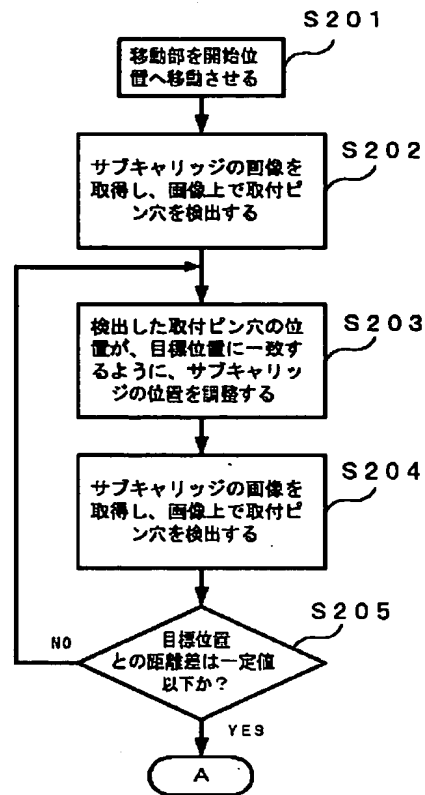 S201
移動部を開始位
置へ移動させる
S202
サブキャリッジの画像を
取得し、画像上で取付ピ
ン穴を検出する
S203
検出した取付ピン穴の位
置が、目標位置に一致す
るように、サブキャリッ
ジの位置を調整する
S204
サブキャリッジの画像を
取得し、画像上で取付ピ
ン穴を検出する
S205
目標位置
との距離差は一定値
以下か？
NO
YES
A